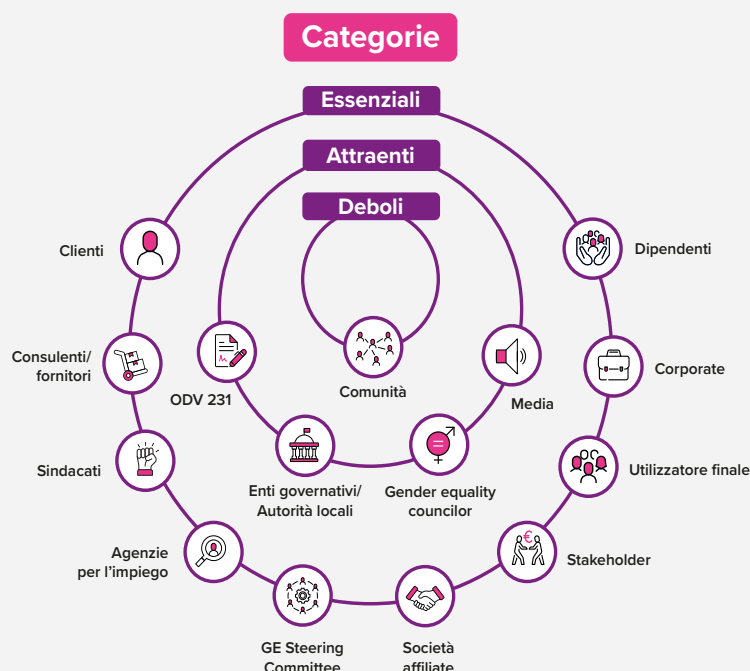 Categorie
Essenziali
Attraenti
Deboli
Clienti
Dipendenti
Consulenti/
fornitori
Corporate
ODV 231
Comunità
Media
Sindacati
Utilizzatore finale
Enti governativi/
Autorità locali
Gender equality
councilor
Agenzie
per l'impiego
Stakeholder
GE Steering
Committee
Società
affiliate